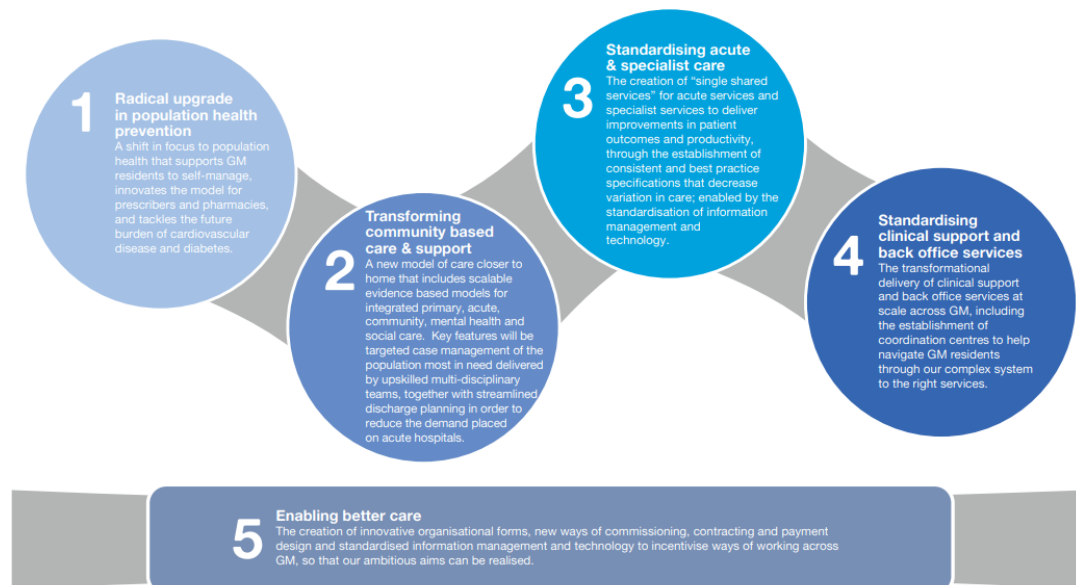 1
Radical upgrade
in population health
prevention
A shift in focus to population
health that supports GM
residents to self-manage,
innovates the model for
prescribers and pharmacies,
and tackles the future
burden of cardiovascular
disease and diabetes.
2
Transforming
community based
care & support
A new model of care closer to
home that includes scalable
evidence based models for
integrated primary, acute,
community, mental health and
social care. Key features will be
targeted case management of the
population most in need delivered
by upskilled multi-disciplinary
teams, together with streamlined
discharge planning in order to
reduce the demand placed
on acute hospitals.
3
Standardising acute
& specialist care
The creation of “single shared
services” for acute services and
specialist services to deliver
improvements in patient
outcomes and productivity,
through the establishment of
consistent and best practice
specifications that decrease
variation in care; enabled by the
standardisation of information
management and
technology.
4
Standardising
clinical support and
back office services
The transformational
delivery of clinical support
and back office services at
scale across GM, including
the establishment of
coordination centres to help
navigate GM residents
through our complex system
to the right services.
5
Enabling better care
The creation of innovative organisational forms, new ways of commissioning, contracting and payment
design and standardised information management and technology to incentivise ways of working across
GM, so that our ambitious aims can be realised.